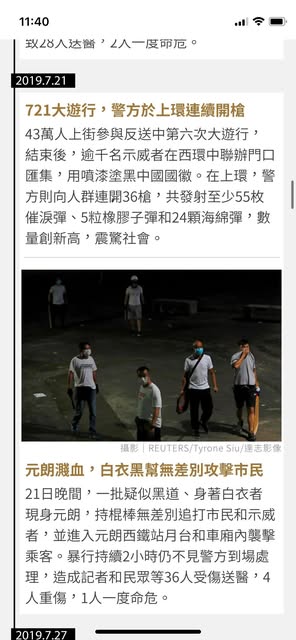 11:40
致28人送醫，2人一度命危。
2019.7.21
721大遊行，警方於上環連續開槍
43萬人上街參與反送中第六次大遊行，
結束後，逾千名示威者在西環中聯辦門口
匯集，用噴漆塗黑中國國徽。在上環，警
方則向人群連開36槍，共發射至少55枚
催淚彈、5粒橡膠子彈和24顆海綿彈，數
量創新高，震驚社會。
攝影｜REUTERS/Tyrone Siu/達志影像
元朗濺血，白衣黑幫無差別攻擊市民
21日晚間，一批疑似黑道、身著白衣者
現身元朗，持棍棒無差別追打市民和示威
者，並進入元朗西鐵站月台和車廂內襲擊
乘客。暴行持續2小時仍不見警方到場處
理，造成記者和民眾等36人受傷送醫，4
人重傷，1人一度命危。
2019.7.27